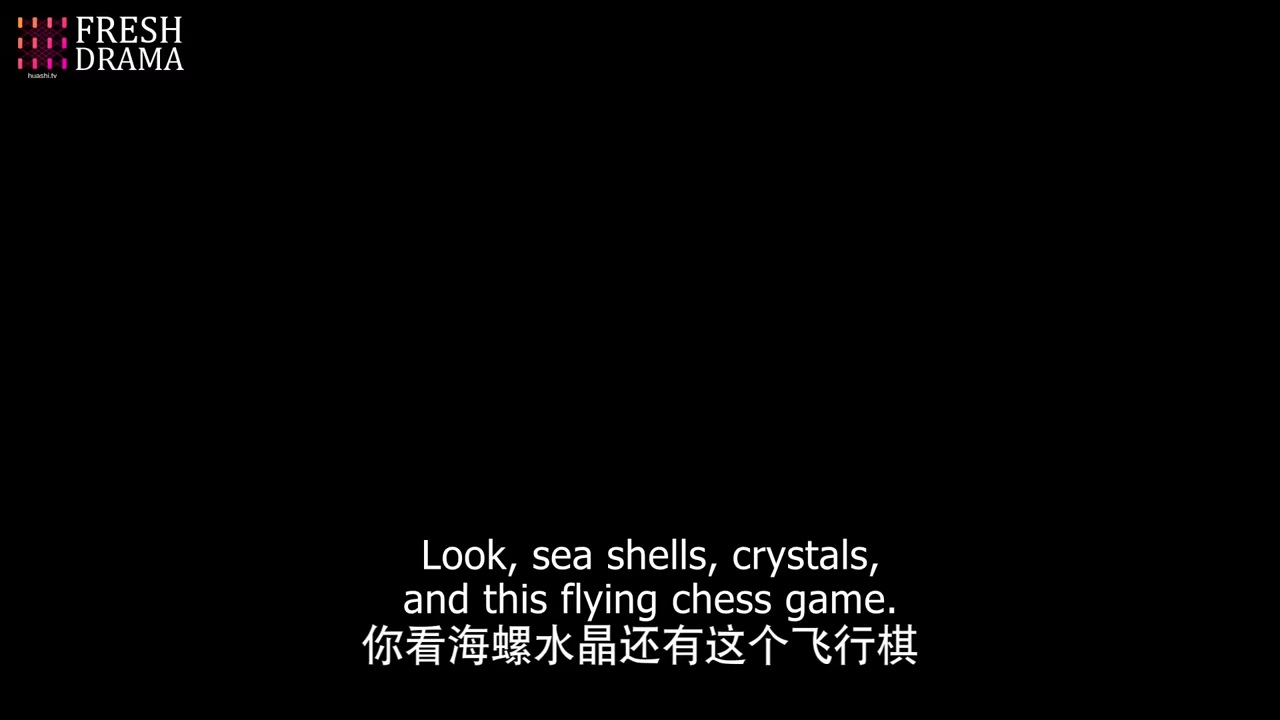 FRESH
DRAMA
huashi.tv
Look, sea shells, crystals,
and this flying chess game.
你看海螺水晶还有这个飞行棋